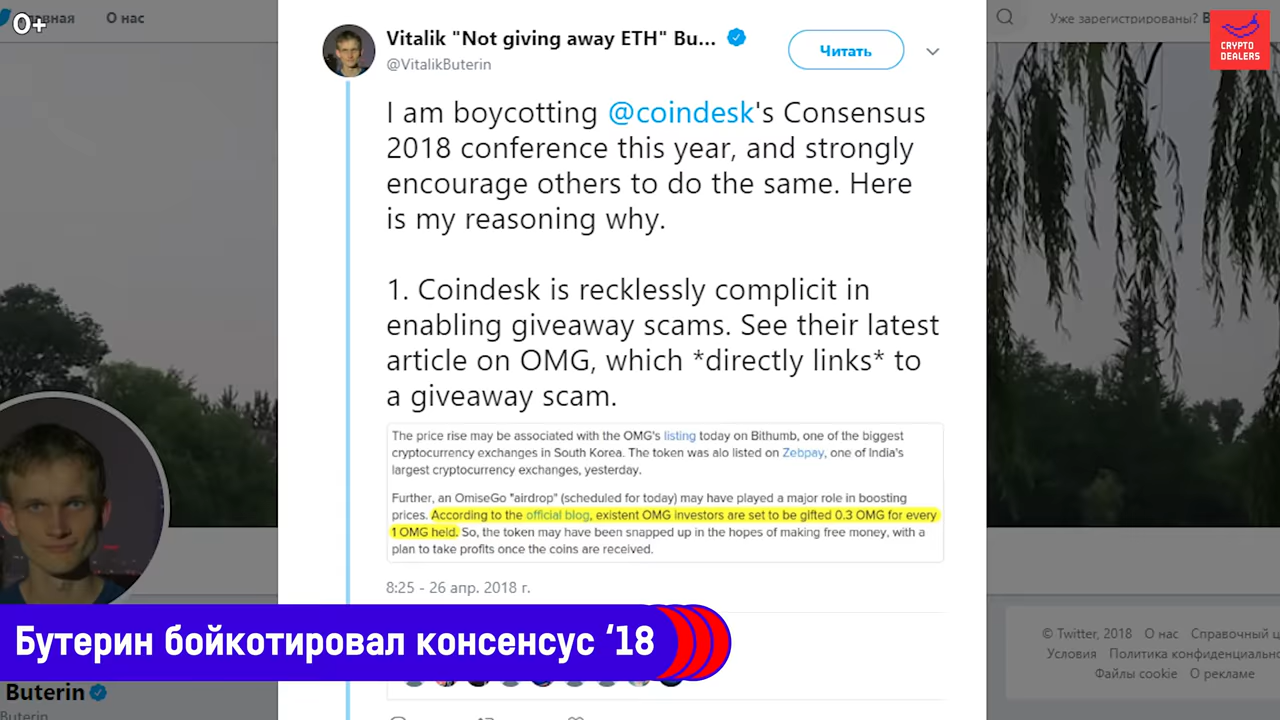 0+
главная
О нас
Уже зарегистрированы? В
CRYPTO
DEALERS
Vitalik "Not giving away ETH" Bu...
@VitalikButerin
Читать
I am boycotting @coindesk's Consensus
2018 conference this year, and strongly
encourage others to do the same. Here
is my reasoning why.
1. Coindesk is recklessly complicit in
enabling giveaway scams. See their latest
article on OMG, which *directly links* to
a giveaway scam.
The price rise may be associated with the OMG's listing today on Bithumb, one of the biggest
cryptocurrency exchanges in South Korea. The token was alo listed on Zebpay, one of India's
largest cryptocurrency exchanges, yesterday.
Further, an OmiseGo "airdrop" (scheduled for today) may have played a major role in boosting
prices. According to the official blog, existent OMG investors are set to be gifted 0.3 OMG for every
1 OMG held. So, the token may have been snapped up in the hopes of making free money, with a
plan to take profits once the coins are received.
8:25 - 26 апр. 2018 г.
Бутерин бойкотировал консенсус ‘18
Buterin
Buterin
© Twitter, 2018 О нас Справочный ц
Условия Политика конфиденциально
Файлы cookie О рекламе